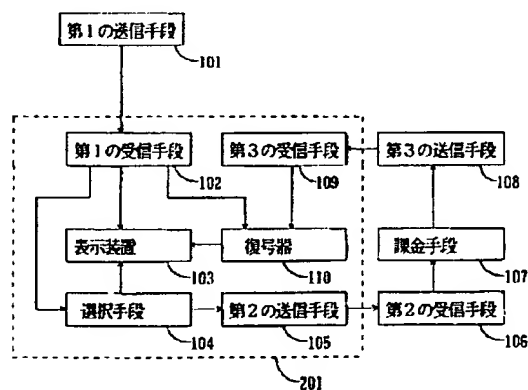 第1の送信手段
101
第1の受信手段
102
第3の受信手段
109
第3の送信手段
108
表示装置
103
復号器
110
課金手段
107
選択手段
104
第2の送信手段
105
第2の受信手段
106
201